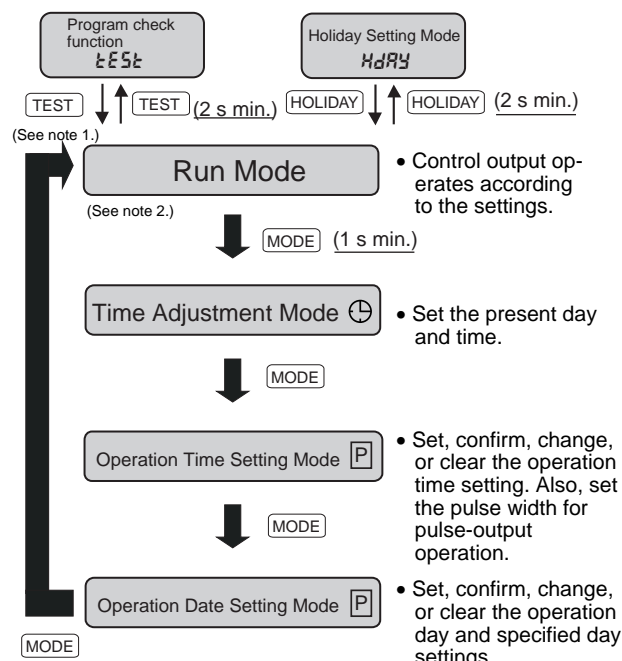 Program check
function
tESt
Holiday Setting Mode
HdAY
TEST
TEST
(2 s min.)
HOLIDAY
HOLIDAY
(2 s min.)
(See note 1.)
Run Mode
• Control output op-
erates according
to the settings.
(See note 2.)
MODE
(1 s min.)
Time Adjustment Mode
• Set the present day
and time.
MODE
Operation Time Setting Mode P
• Set, confirm, change,
or clear the operation
time setting. Also, set
the pulse width for
pulse-output
operation.
MODE
Operation Date Setting Mode P
• Set, confirm, change,
or clear the operation
day and specified day
settings
MODE